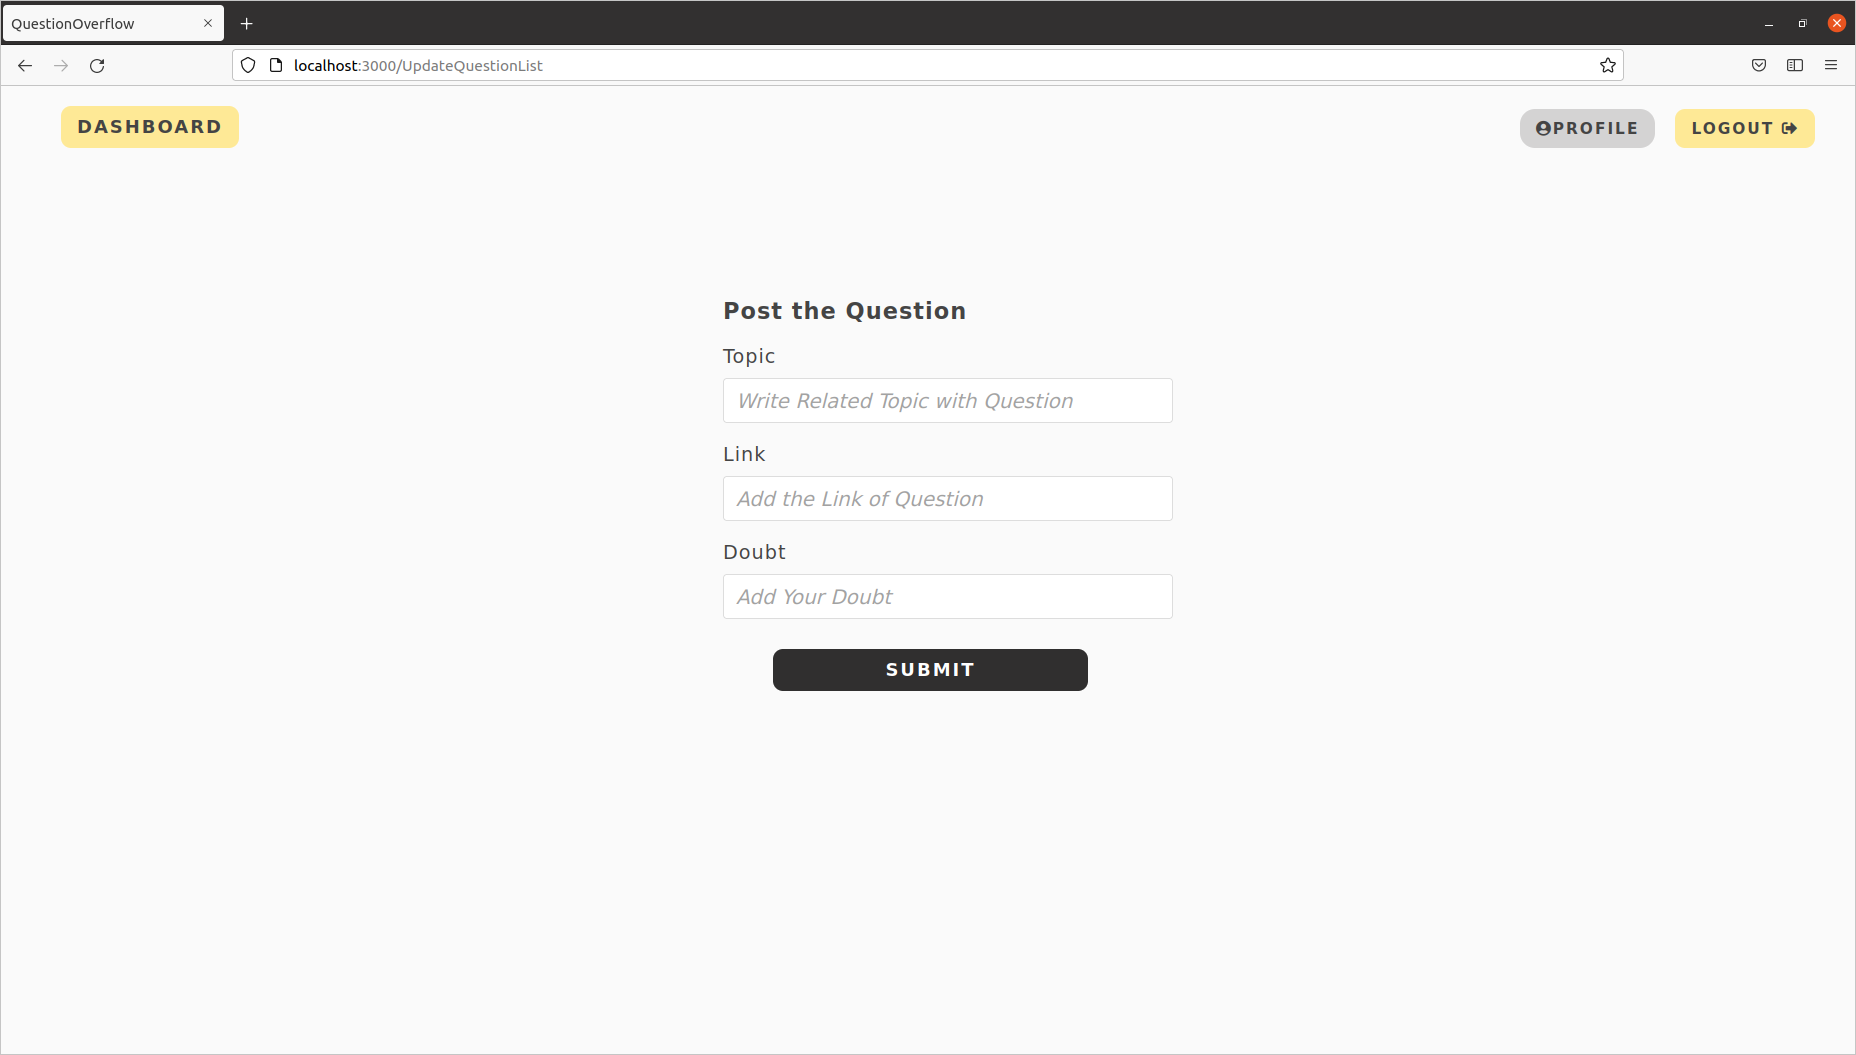 QuestionOverflow
localhost:3000/UpdateQuestionList
DASHBOARD
PROFILE
LOGOUT
Post the Question
Topic
Write Related Topic with Question
Link
Add the Link of Question
Doubt
Add Your Doubt
SUBMIT